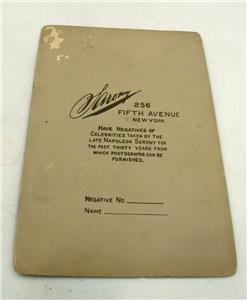 Sarony
256
FIFTH AVENUE
NEW YORK.
HAVE NEGATIVES OF
CELEBRITIES TAKEN BY THE
LATE NAPOLEON SARONY FOR
THE PAST THIRTY YEARS FROM
WHICH PHOTOGRAPHS CAN BE
FURNISHED.
NEGATIVE NO
NAME